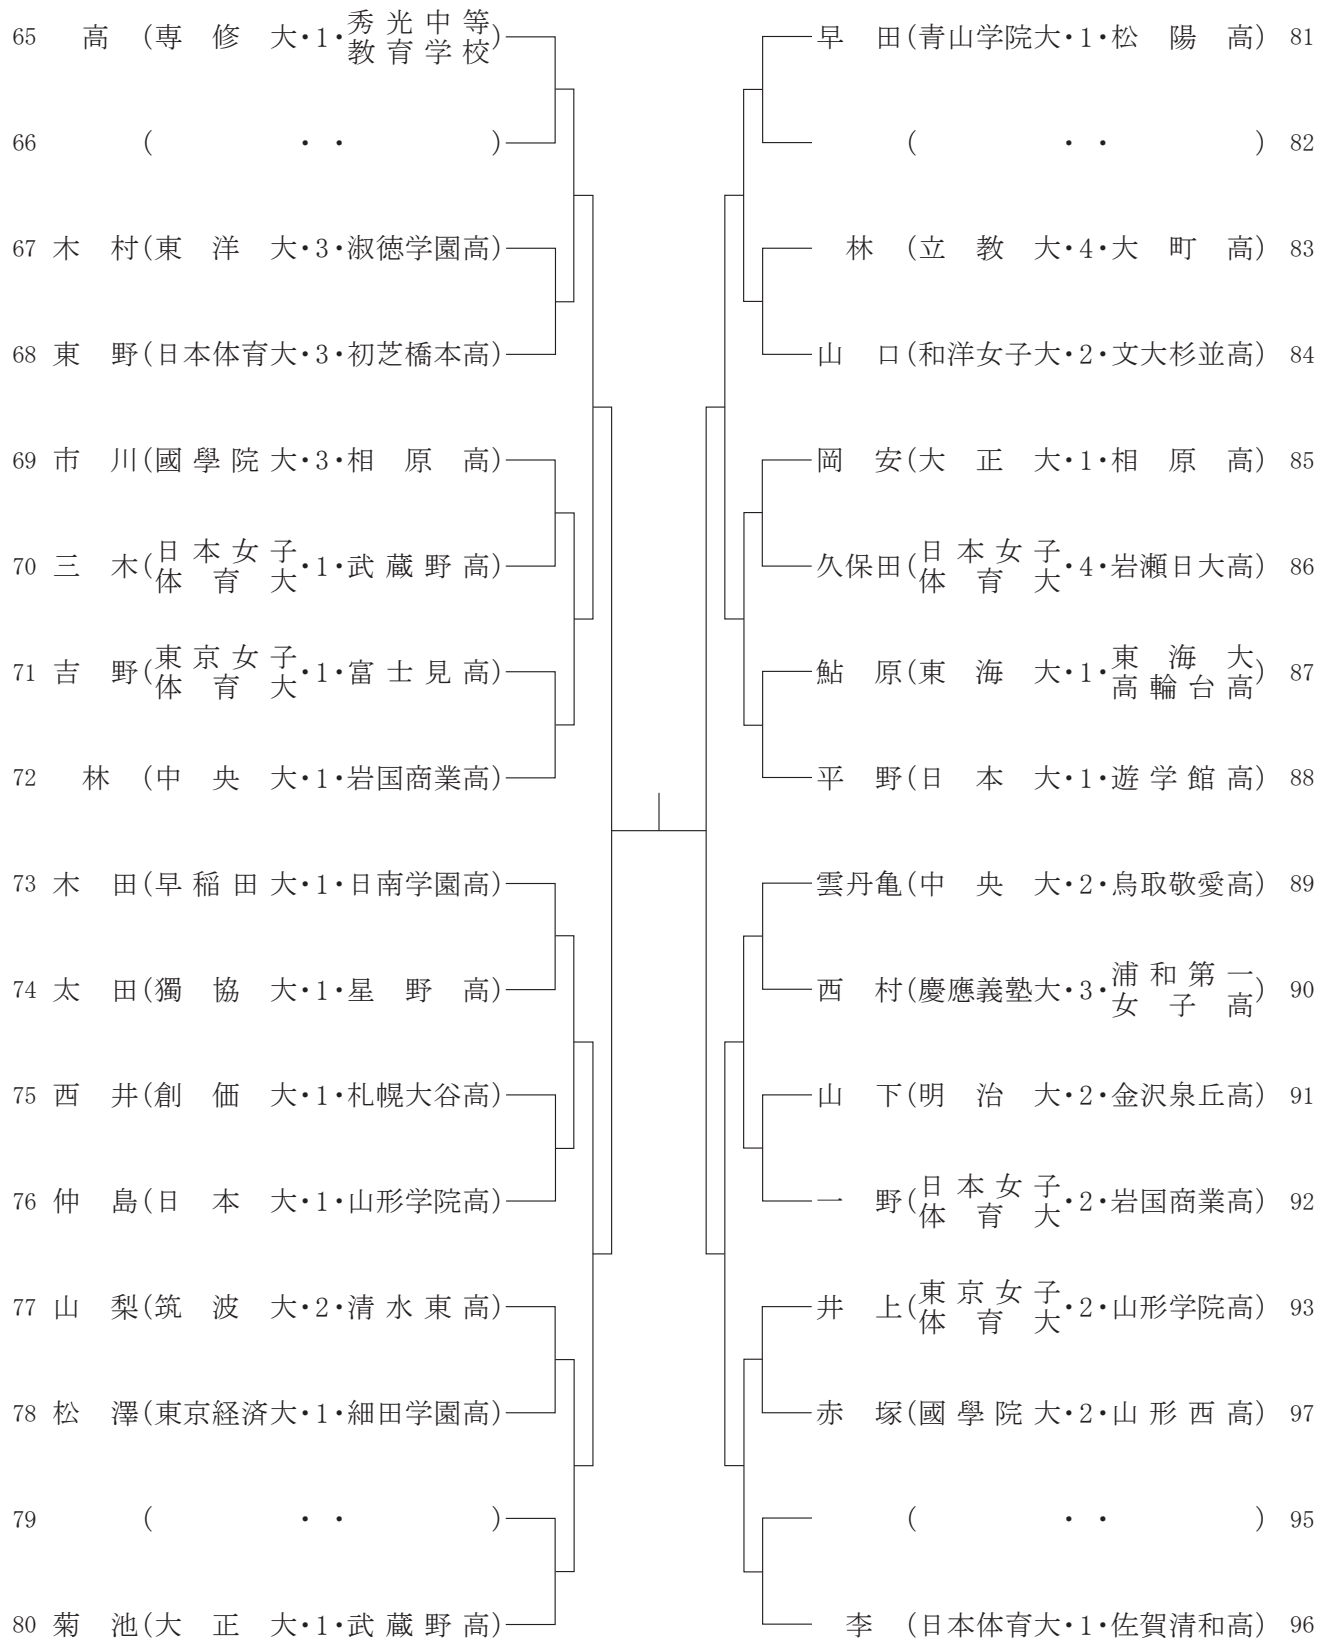 65 高 (専修大・1・秀光中等教育学校)
66 ( ・・ )
67 木村(東洋大・3・淑徳学園高)
68 東野(日本体育大・3・初芝橋本高)
69 市川(國學院大・3・相原高)
70 三木(日本女子体育大・1・武蔵野高)
71 吉野(東京女子体育大・1・富士見高)
72 林 (中央大・1・岩国商業高)
73 木田(早稲田大・1・日南学園高)
74 太田(獨協大・1・星野高)
75 西井(創価大・1・札幌大谷高)
76 仲島(日本大・1・山形学院高)
77 山梨(筑波大・2・清水東高)
78 松澤(東京経済大・1・細田学園高)
79 ( ・・ )
80 菊池(大正大・1・武蔵野高)
早田(青山学院大・1・松陽高) 81
( ・・ ) 82
林 (立教大・4・大町高) 83
山口(和洋女子大・2・文大杉並高) 84
岡安(大正大・1・相原高) 85
久保田(日本女子体育大・4・岩瀬日大高) 86
鮎原(東海大・1・東海大高輪台高) 87
平野(日本大・1・遊学館高) 88
雲丹亀(中央大・2・鳥取敬愛高) 89
西村(慶應義塾大・3・浦和第一女子高) 90
山下(明治大・2・金沢泉丘高) 91
一野(日本女子体育大・2・岩国商業高) 92
井上(東京女子体育大・2・山形学院高) 93
赤塚(國學院大・2・山形西高) 97
( ・・ ) 95
李 (日本体育大・1・佐賀清和高) 96